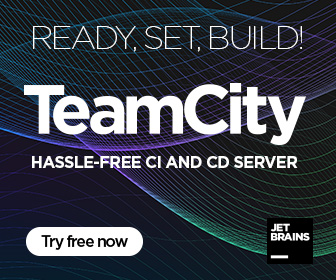 READY, SET, BUILD!
TeamCity
HASSLE-FREE CI AND CD SERVER
Try free now
JET
BRAINS